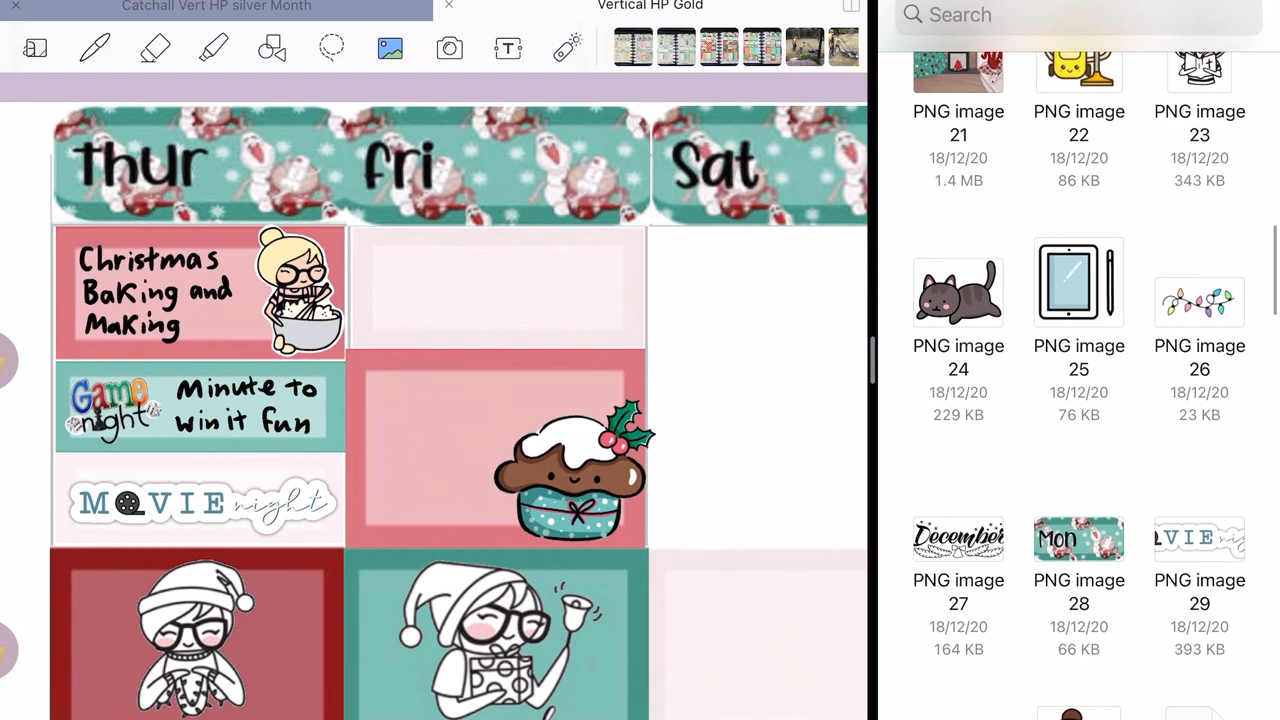 Catchall Vert HP silver Month
Vertical HP Gold
Search
T
PNG image
21
18/12/20
1.4 MB
PNG image
22
18/12/20
86 KB
PNG image
23
18/12/20
343 KB
Thur
Fri
Sat
Christmas
Baking and
Making
Game
night
Minute to
win it fun
MOVIE night
PNG image
24
18/12/20
229 KB
PNG image
25
18/12/20
76 KB
PNG image
26
18/12/20
23 KB
December
Mon
VIE
PNG image
27
18/12/20
164 KB
PNG image
28
18/12/20
66 KB
PNG image
29
18/12/20
393 KB